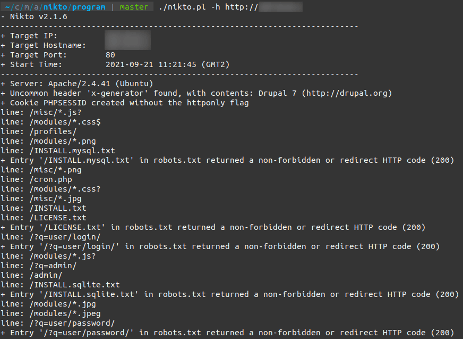 ~/c/m/a/nikto/program | master ./nikto.pl -h http://
- Nikto v2.1.6
---------------------------------------------------------------------------
+ Target IP:
+ Target Hostname:
+ Target Port: 80
+ Start Time: 2021-09-21 21:11:45 (GMT2)
---------------------------------------------------------------------------
+ Server: Apache/2.4.41 (Ubuntu)
+ Uncommon header 'x-generator' found, with contents: Drupal 7 (http://drupal.org)
+ Cookie PHPSESSID created without the httponly flag
line: /misc/*.js?
line: /modules/*.css$
line: /profiles/
line: /modules/*.png
line: /INSTALL.mysql.txt
+ Entry '/INSTALL.mysql.txt' in robots.txt returned a non-forbidden or redirect HTTP code (200)
line: /misc/*.png
line: /cron.php
line: /modules/*.css?
line: /misc/*.jpg
line: /INSTALL.txt
line: /LICENSE.txt
+ Entry '/LICENSE.txt' in robots.txt returned a non-forbidden or redirect HTTP code (200)
line: /?q=user/login/
+ Entry '/?q=user/login/' in robots.txt returned a non-forbidden or redirect HTTP code (200)
line: /modules/*.js?
line: /?q=admin/
line: /admin/
line: /INSTALL.sqlite.txt
+ Entry '/INSTALL.sqlite.txt' in robots.txt returned a non-forbidden or redirect HTTP code (200)
line: /modules/*.jpg
line: /modules/*.jpeg
line: /?q=user/password/
+ Entry '/?q=user/password/' in robots.txt returned a non-forbidden or redirect HTTP code (200)